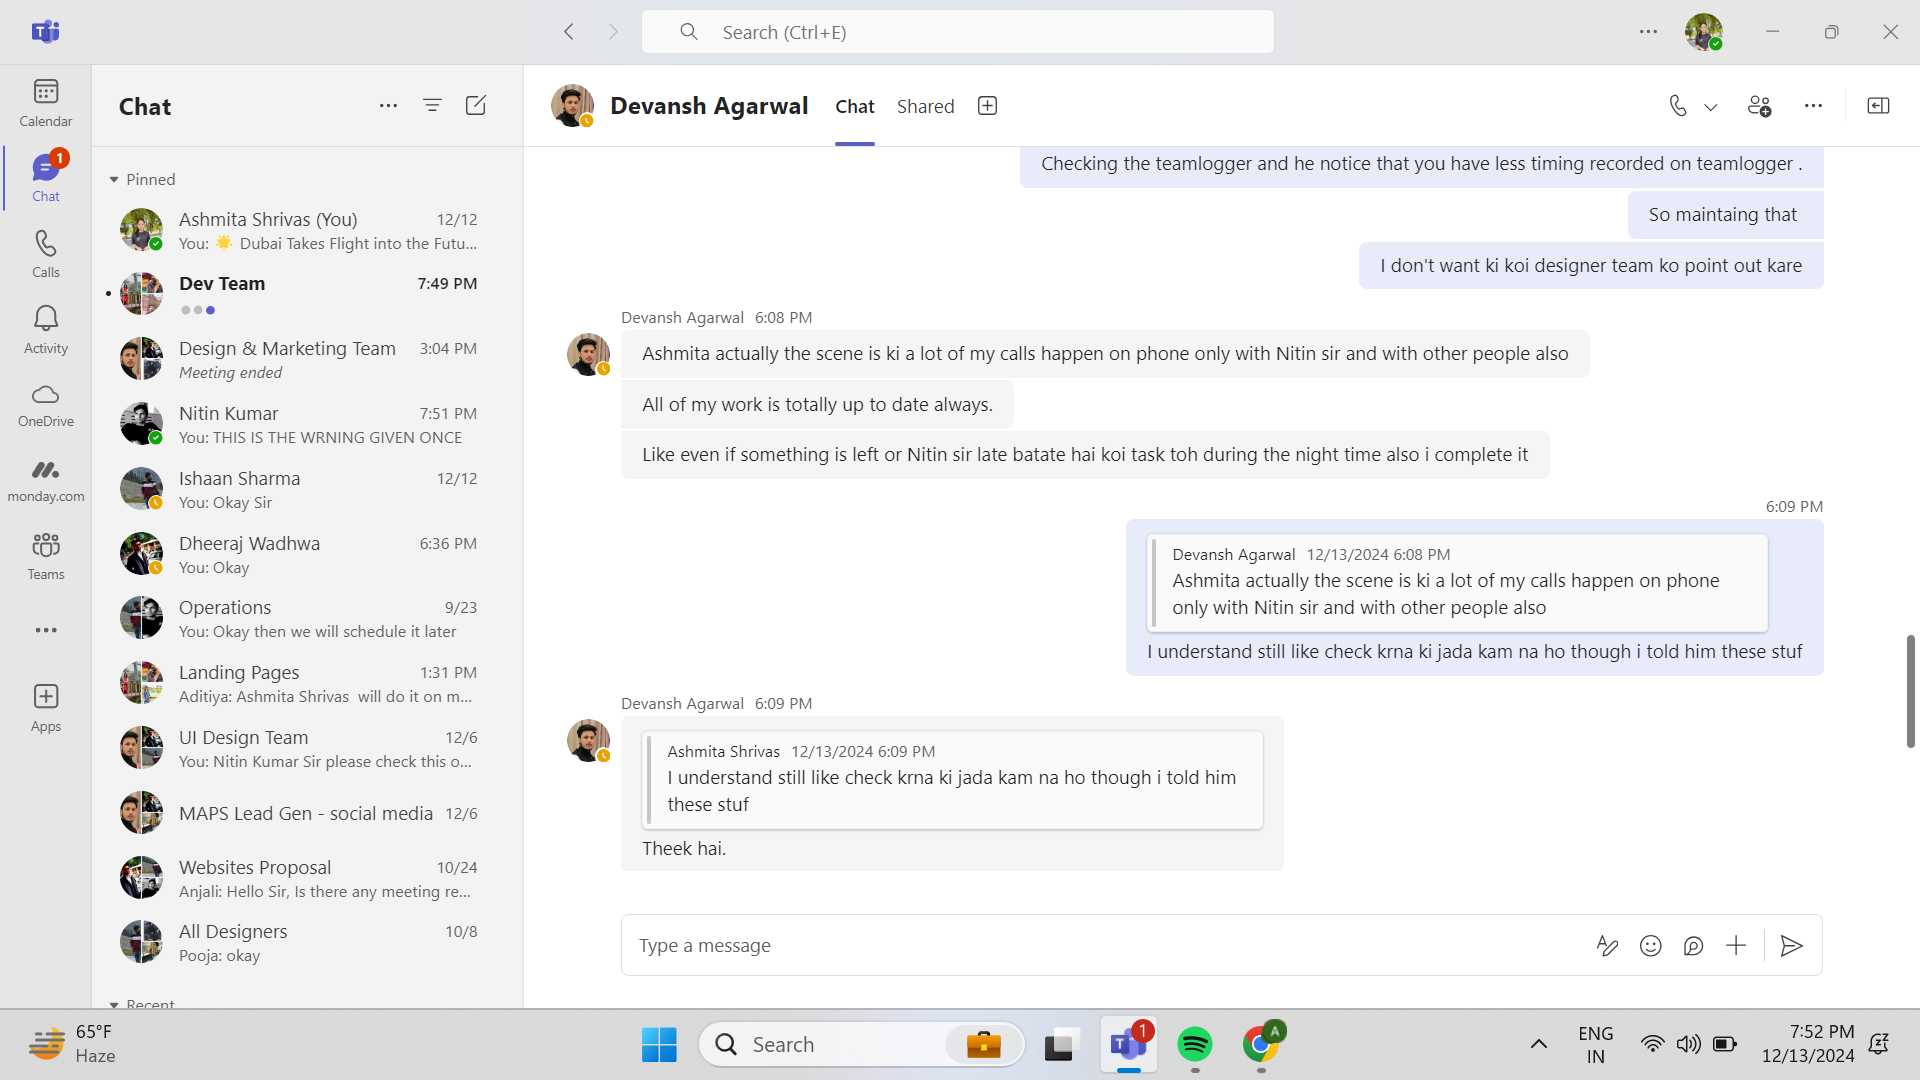 Search (Ctrl+E)
Calendar
1
Chat
Calls
Activity
OneDrive
monday.com
Teams
Apps
Chat
Pinned
Ashmita Shrivas (You) 12/12
You: 🌟 Dubai Takes Flight into the Futu...
Dev Team 7:49 PM
Design & Marketing Team 3:04 PM
Meeting ended
Nitin Kumar 7:51 PM
You: THIS IS THE WRNING GIVEN ONCE
Ishaan Sharma 12/12
You: Okay Sir
Dheeraj Wadhwa 6:36 PM
You: Okay
Operations 9/23
You: Okay then we will schedule it later
Landing Pages 1:31 PM
Aditiya: Ashmita Shrivas will do it on m...
UI Design Team 12/6
You: Nitin Kumar Sir please check this o...
MAPS Lead Gen - social media 12/6
Websites Proposal 10/24
Anjali: Hello Sir, Is there any meeting re...
All Designers 10/8
Pooja: okay
Recent
Devansh Agarwal Chat Shared
Checking the teamlogger and he notice that you have less timing recorded on teamlogger .
So maintaing that
I don't want ki koi designer team ko point out kare
Devansh Agarwal 6:08 PM
Ashmita actually the scene is ki a lot of my calls happen on phone only with Nitin sir and with other people also
All of my work is totally up to date always.
Like even if something is left or Nitin sir late batate hai koi task toh during the night time also i complete it
6:09 PM
Devansh Agarwal 12/13/2024 6:08 PM
Ashmita actually the scene is ki a lot of my calls happen on phone
only with Nitin sir and with other people also
I understand still like check krna ki jada kam na ho though i told him these stuf
Devansh Agarwal 6:09 PM
Ashmita Shrivas 12/13/2024 6:09 PM
I understand still like check krna ki jada kam na ho though i told him
these stuf
Theek hai.
Type a message
65°F
Haze
Search
1
A
ENG
IN
7:52 PM
12/13/2024